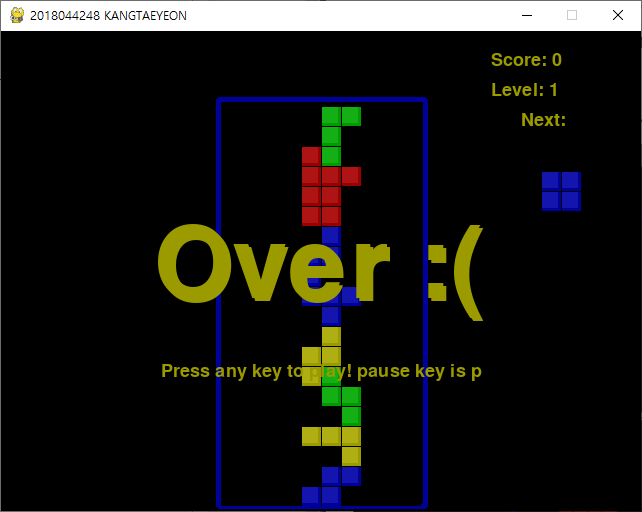 2018044248 KANGTAEYEON
Score: 0
Level: 1
Next:
Over :(
Press any key to play! pause key is p